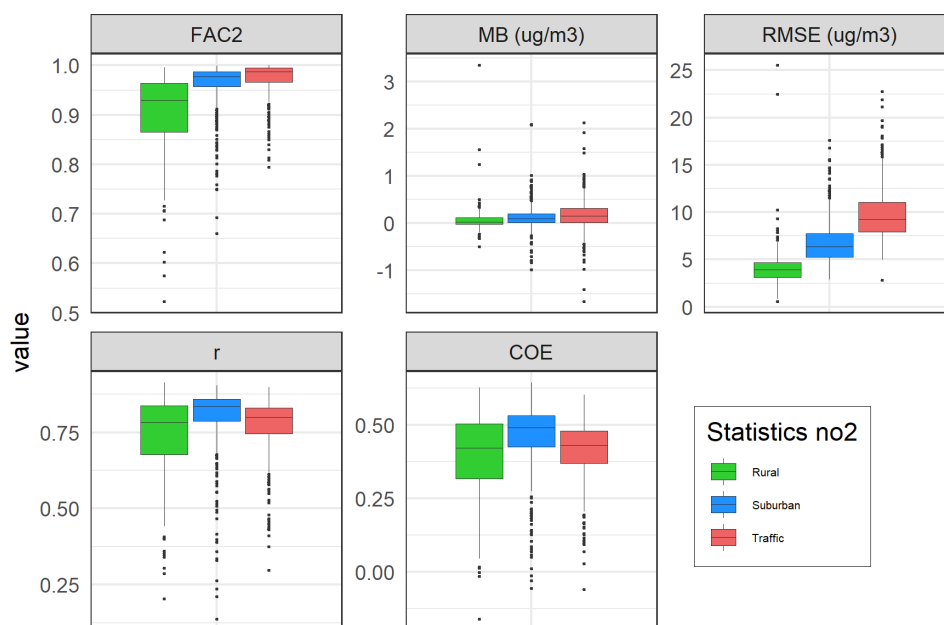 FAC2
MB (ug/m3)
RMSE (ug/m3)
1.0
0.9
0.8
0.7
0.6
0.5
3
2
1
0
-1
25
20
15
10
5
0
value
r
COE
0.75
0.50
0.25
0.50
0.25
0.00
Statistics no2
Rural
Suburban
Traffic